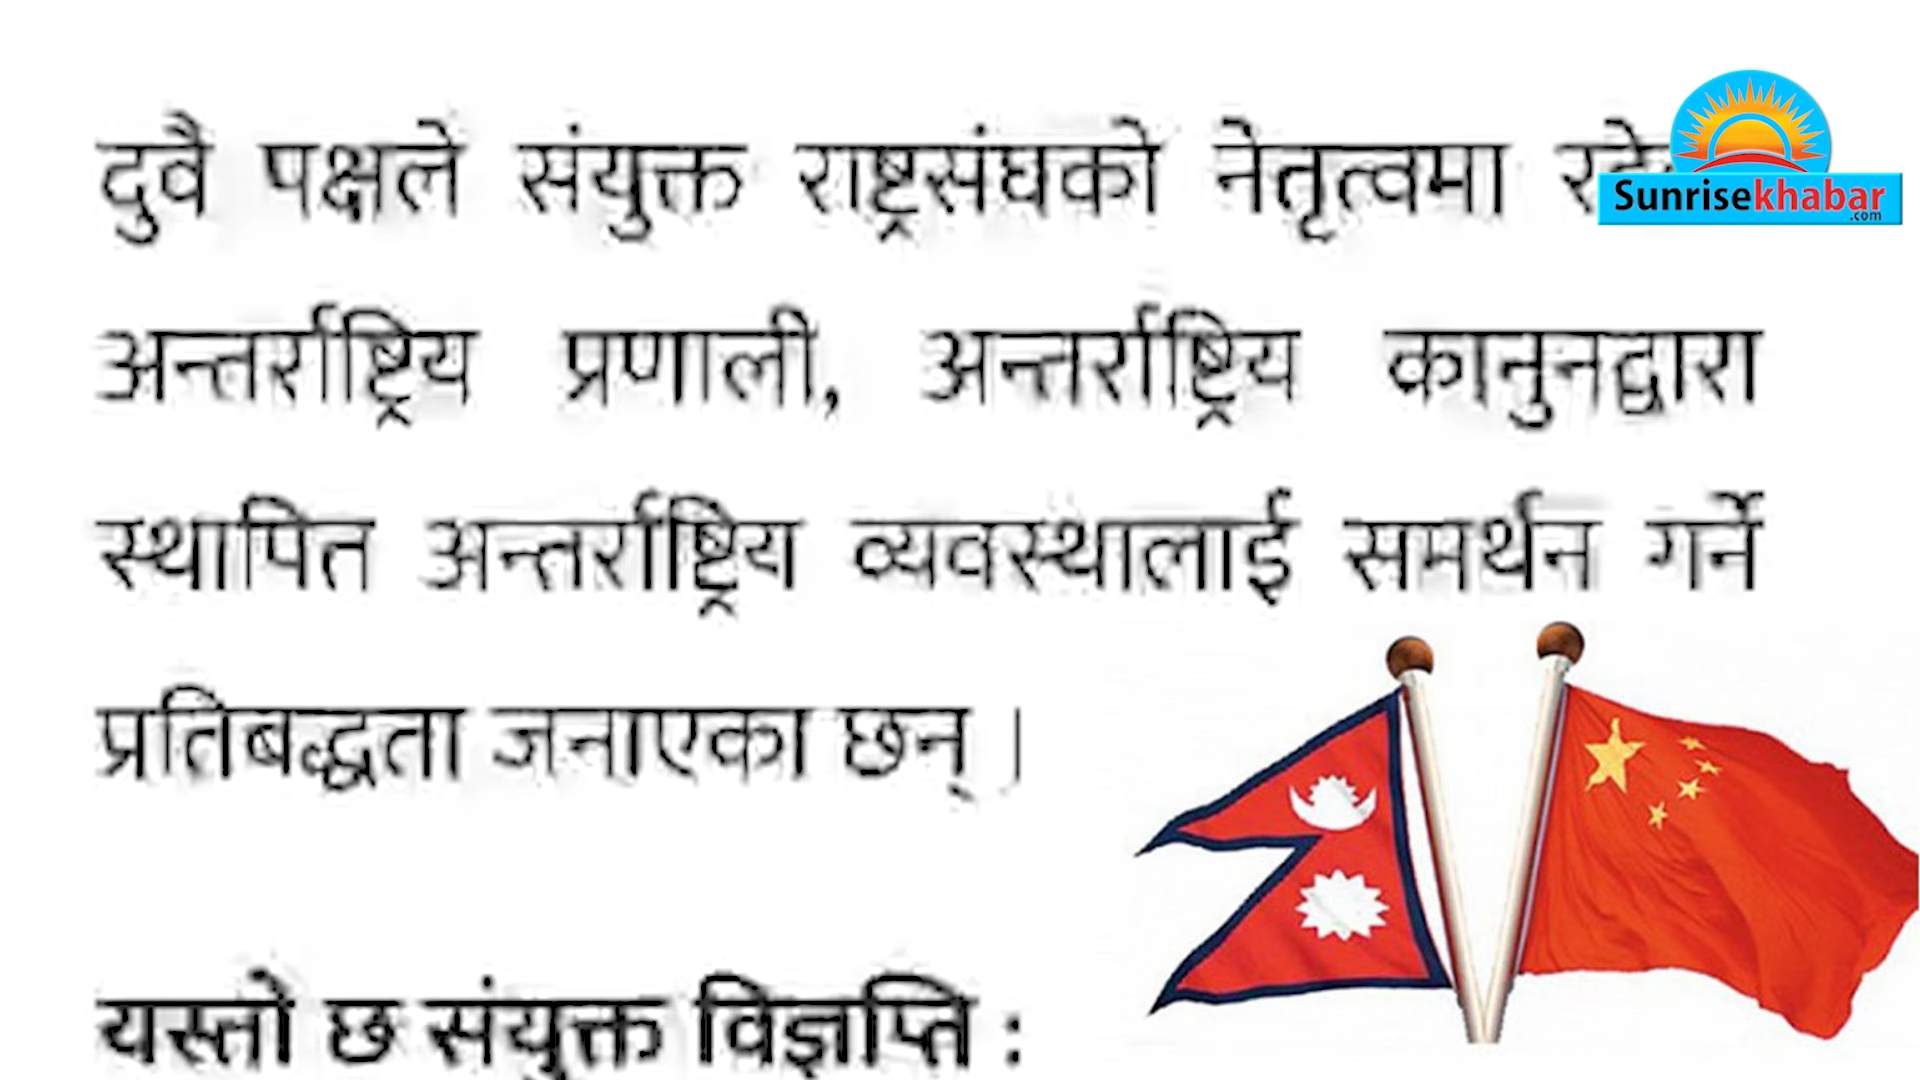 दुवै पक्षले संयुक्त राष्ट्रसंघको नेतृत्वमा
Sunrisekhabar
.com
अन्तर्राष्ट्रिय प्रणाली, अन्तर्राष्ट्रिय कानुनद्वारा
स्थापित अन्तर्राष्ट्रिय व्यवस्थालाई समर्थन गर्ने
प्रतिबद्धता जनाएका छन् ।
यस्तो छ संयुक्त विज्ञप्ति :